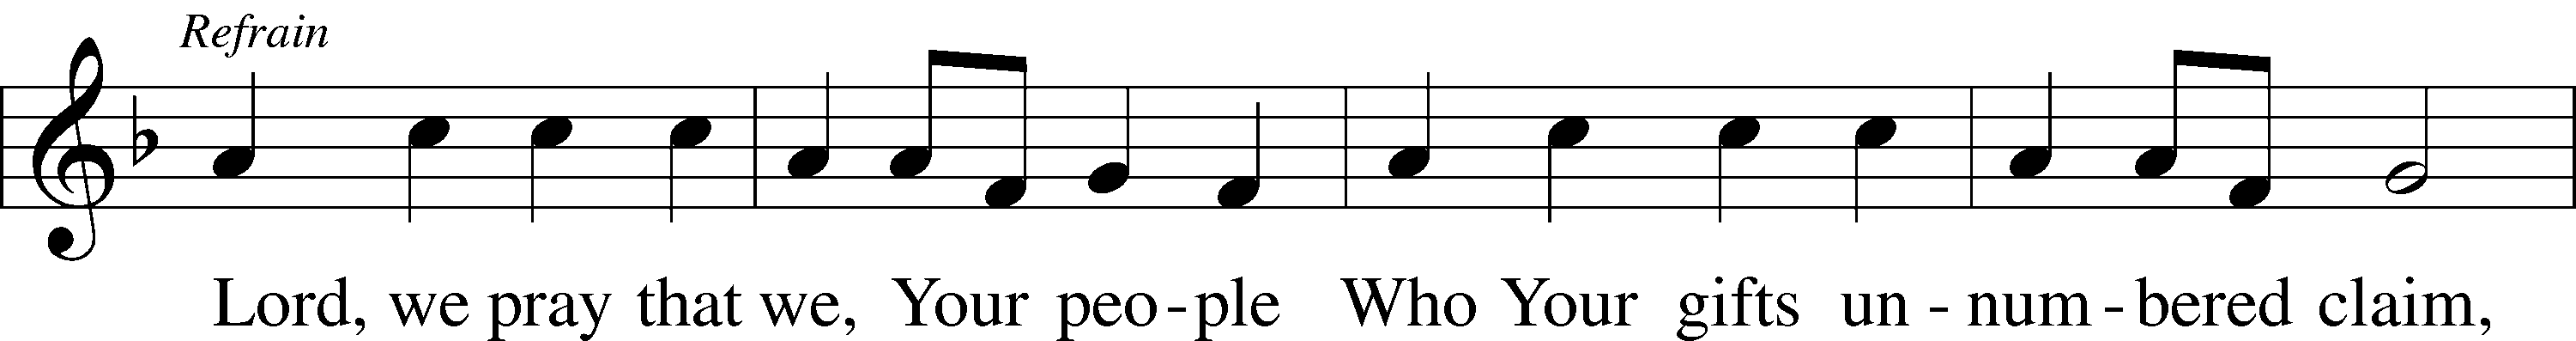 Refrain
Lord, we pray that we, Your peo-ple Who Your gifts un-num-bered claim,